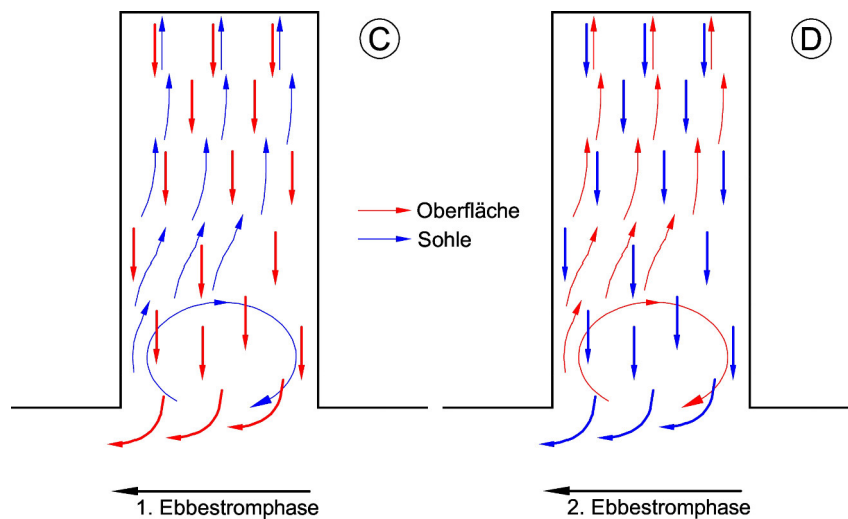 C
D
Oberfläche
Sohle
1. Ebbestromphase
2. Ebbestromphase